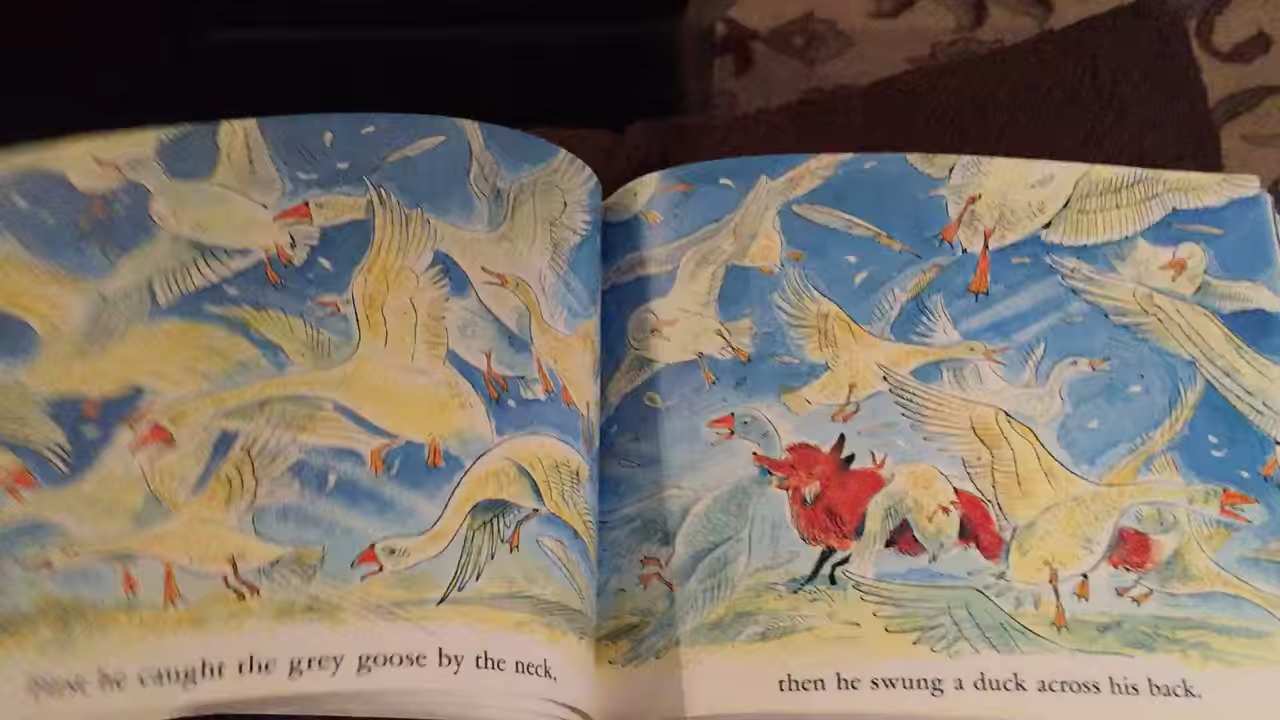 he caught the grey goose by the neck,
then he swung a duck across his back.